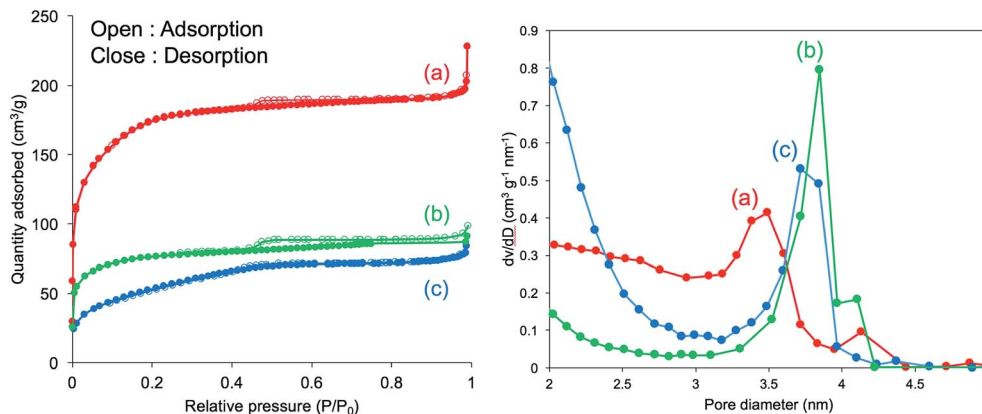 Open : Adsorption
Close : Desorption
(a)
(b)
(c)
250
200
150
100
50
0
0
0.2
0.4
0.6
0.8
1
Quantity adsorbed (cm³/g)
Relative pressure (P/P₀)
(b)
(c)
(a)
0.9
0.8
0.7
0.6
0.5
0.4
0.3
0.2
0.1
0
2
2.5
3
3.5
4
4.5
dv/dD (cm³ g⁻¹ nm⁻¹)
Pore diameter (nm)